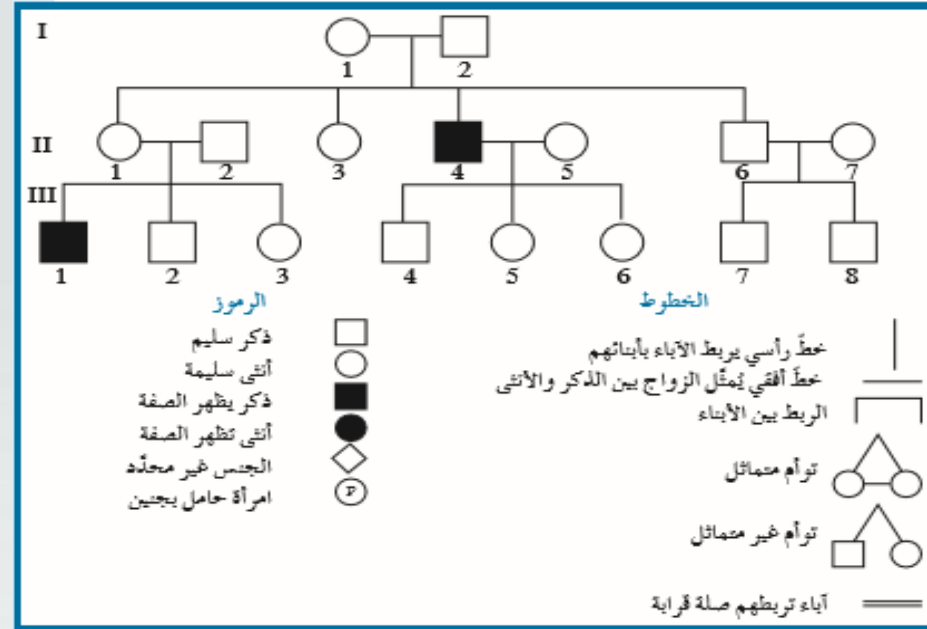 I
1 2
II
1 2 3 4 5 6 7
III
1 2 3 4 5 6 7 8
الرموز
ذكر سليم
أنثى سليمة
ذكر يظهر الصفة
أنثى تظهر الصفة
الجنس غير محدّد
امرأة حامل بجنين
P
الخطوط
خطّ رأسي يربط الآباء بأبنائهم
خطّ أفقي يُمثّل الزواج بين الذكر والأنثى
الربط بين الأبناء
توأم متماثل
توأم غير متماثل
آباء تربطهم صلة قرابة